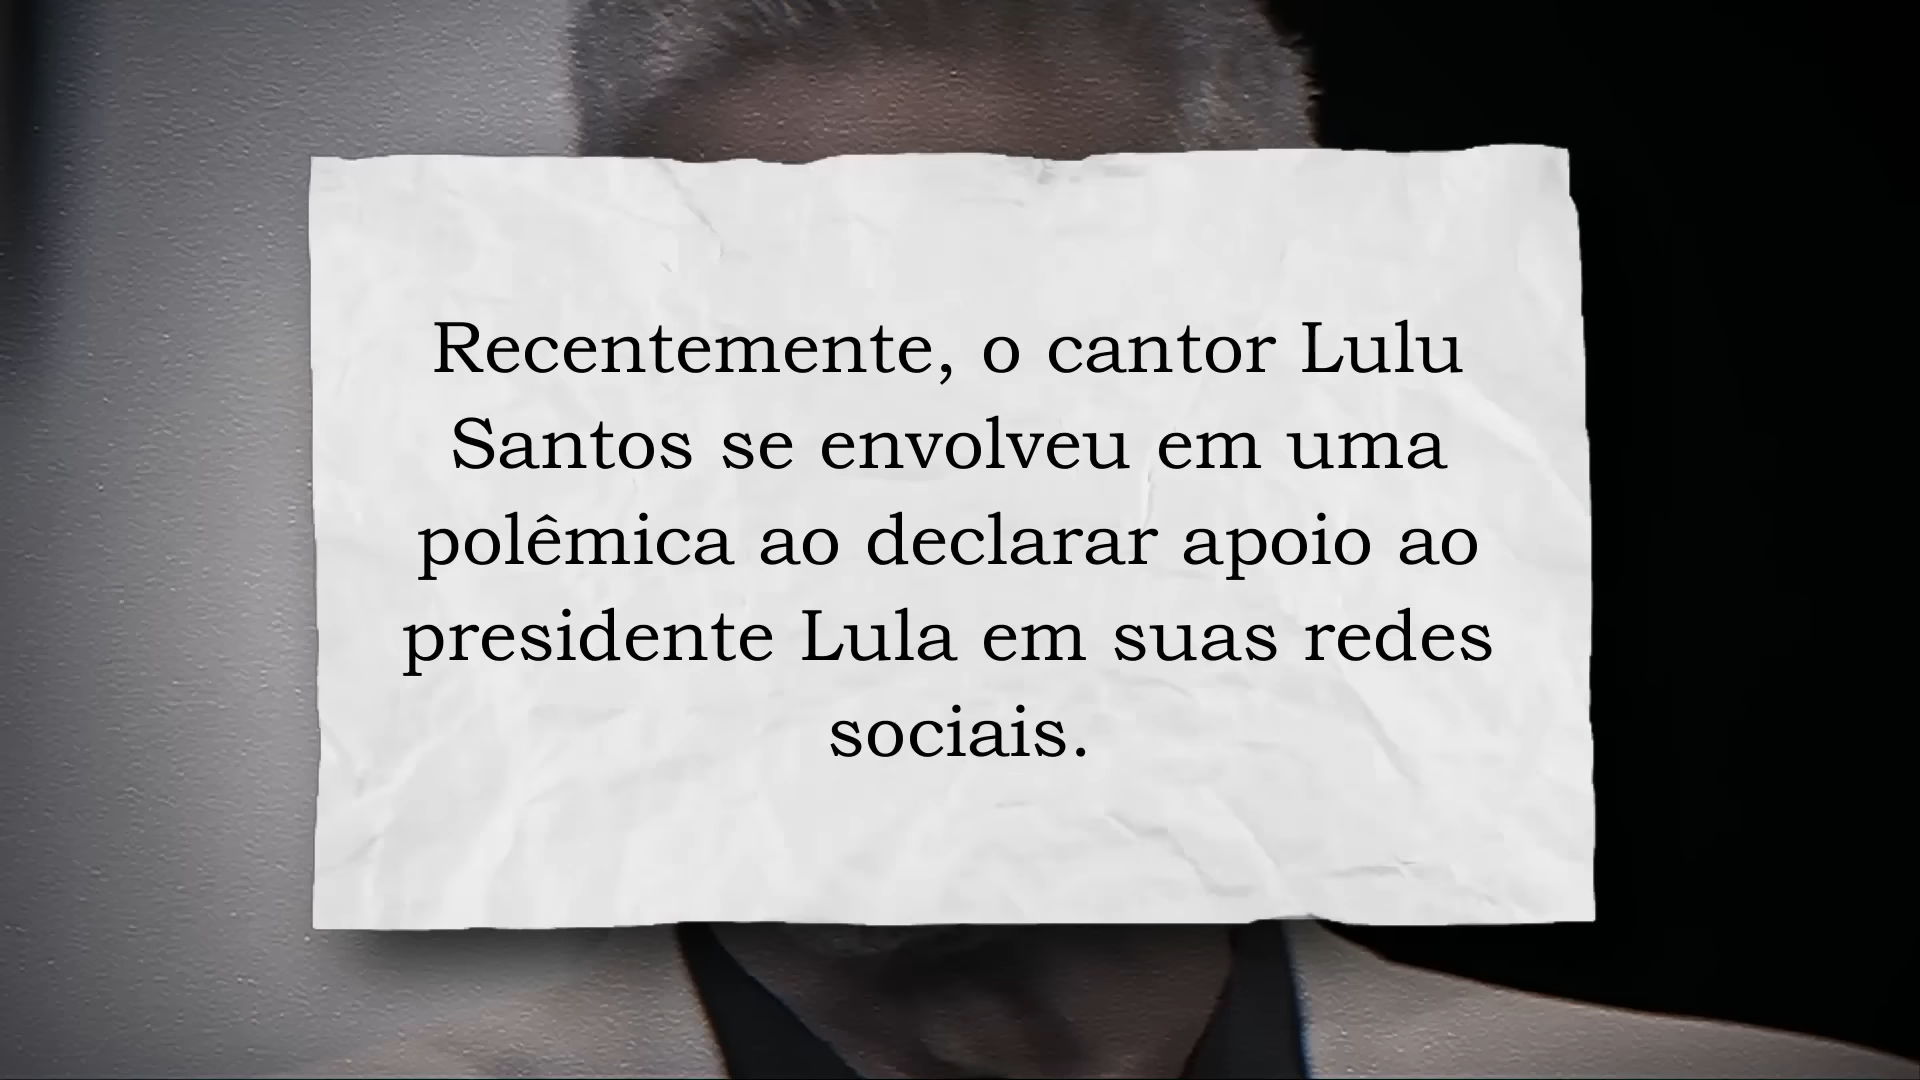 Recentemente, o cantor Lulu
Santos se envolveu em uma
polêmica ao declarar apoio ao
presidente Lula em suas redes
sociais.